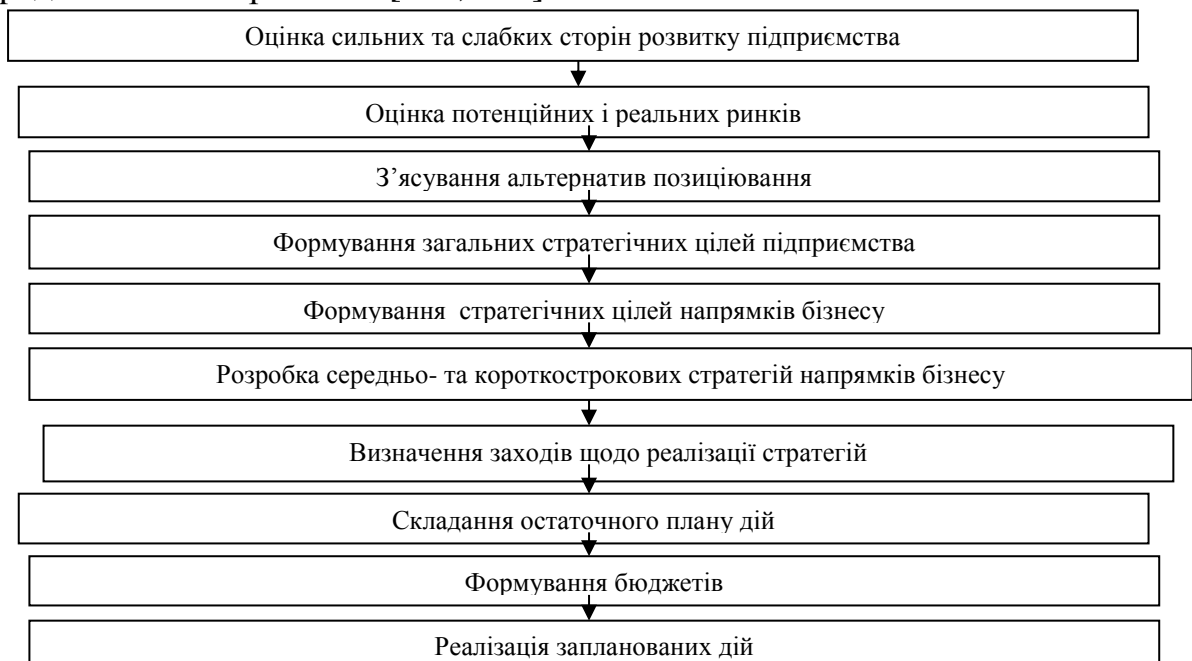 Оцінка сильних та слабких сторін розвитку підприємства
Оцінка потенційних і реальних ринків
З’ясування альтернатив позиціювання
Формування загальних стратегічних цілей підприємства
Формування стратегічних цілей напрямків бізнесу
Розробка середньо- та короткострокових стратегій напрямків бізнесу
Визначення заходів щодо реалізації стратегій
Складання остаточного плану дій
Формування бюджетів
Реалізація запланованих дій